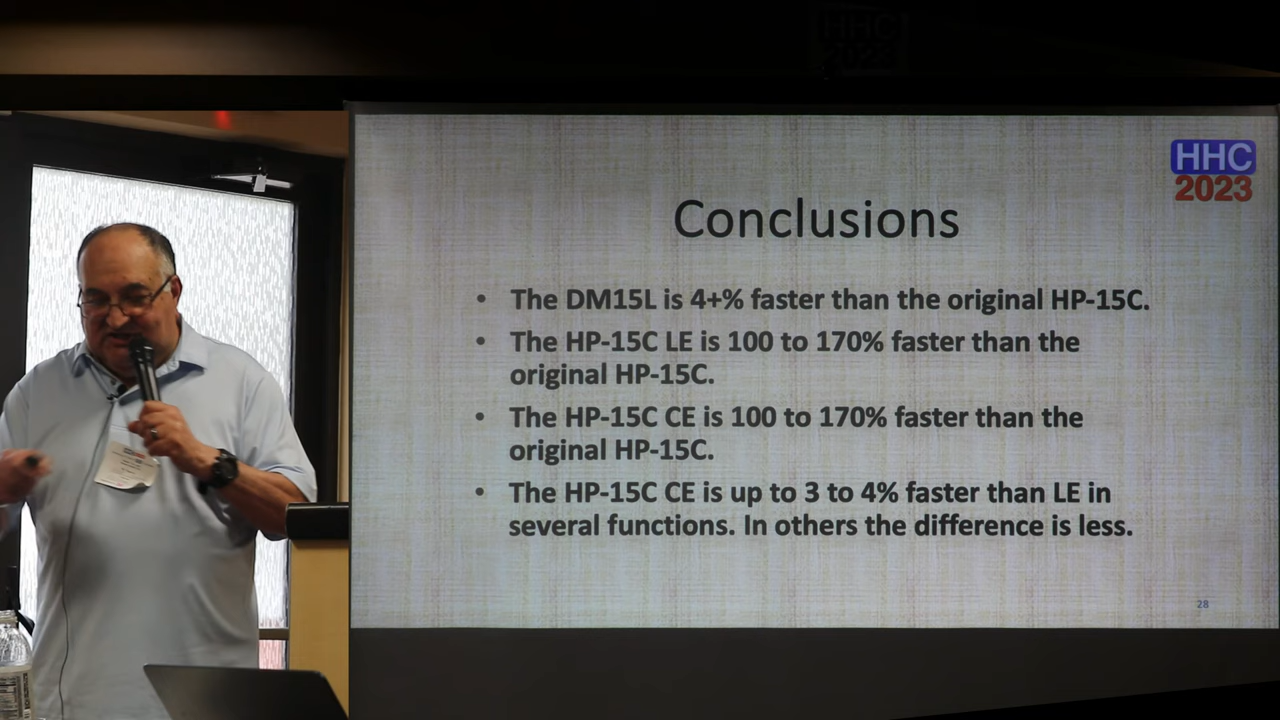 HHC
2023
HHC
2023
Conclusions
• The DM15L is 4+% faster than the original HP-15C.
• The HP-15C LE is 100 to 170% faster than the
original HP-15C.
• The HP-15C CE is 100 to 170% faster than the
original HP-15C.
• The HP-15C CE is up to 3 to 4% faster than LE in
several functions. In others the difference is less.
28